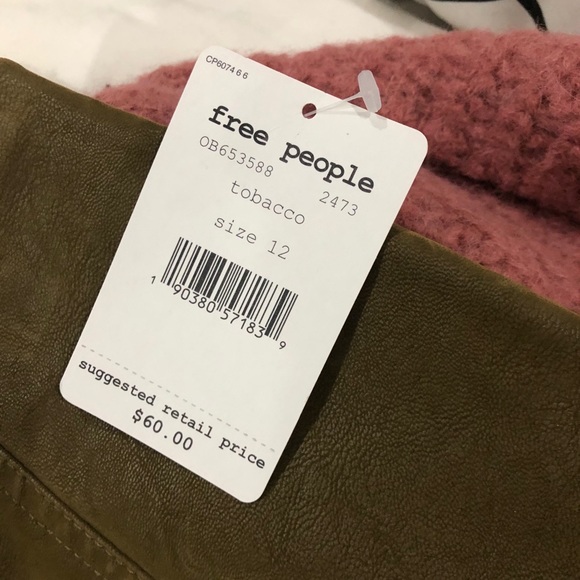 CP6074 6 6
free people
OB653588 2473
tobacco
size 12
1 90380 57183 9
suggested retail price
$60.00